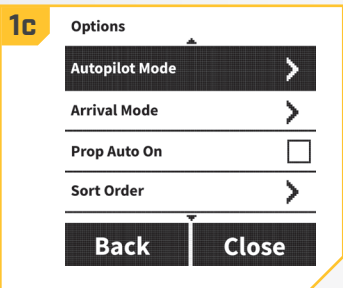 1c
Options
Autopilot Mode
Arrival Mode
Prop Auto On
Sort Order
Back Close